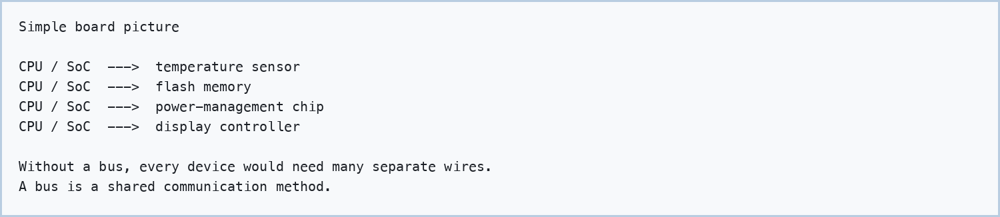 Simple board picture
CPU / SoC  --->  temperature sensor
CPU / SoC  --->  flash memory
CPU / SoC  --->  power-management chip
CPU / SoC  --->  display controller
Without a bus, every device would need many separate wires.
A bus is a shared communication method.